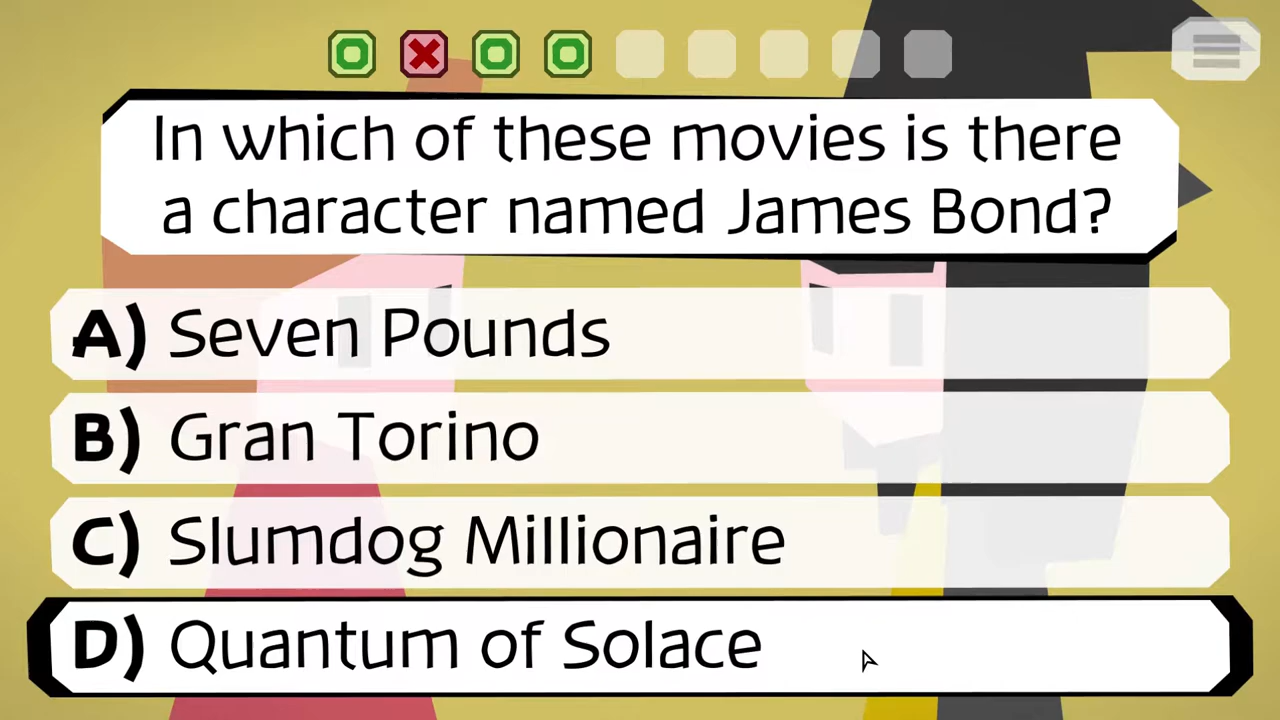 In which of these movies is there
a character named James Bond?
A) Seven Pounds
B) Gran Torino
C) Slumdog Millionaire
D) Quantum of Solace